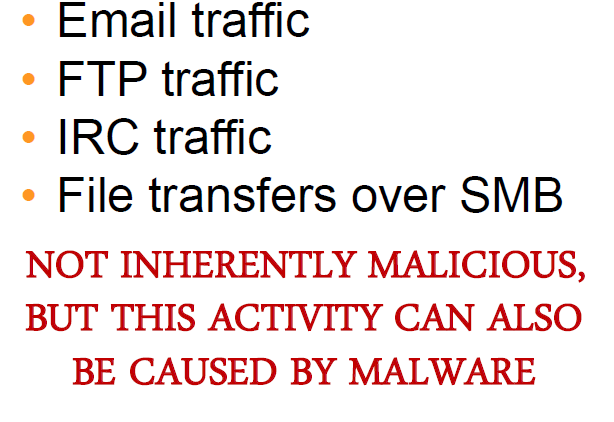 • Email traffic
• FTP traffic
• IRC traffic
• File transfers over SMB
NOT INHERENTLY MALICIOUS,
BUT THIS ACTIVITY CAN ALSO
BE CAUSED BY MALWARE